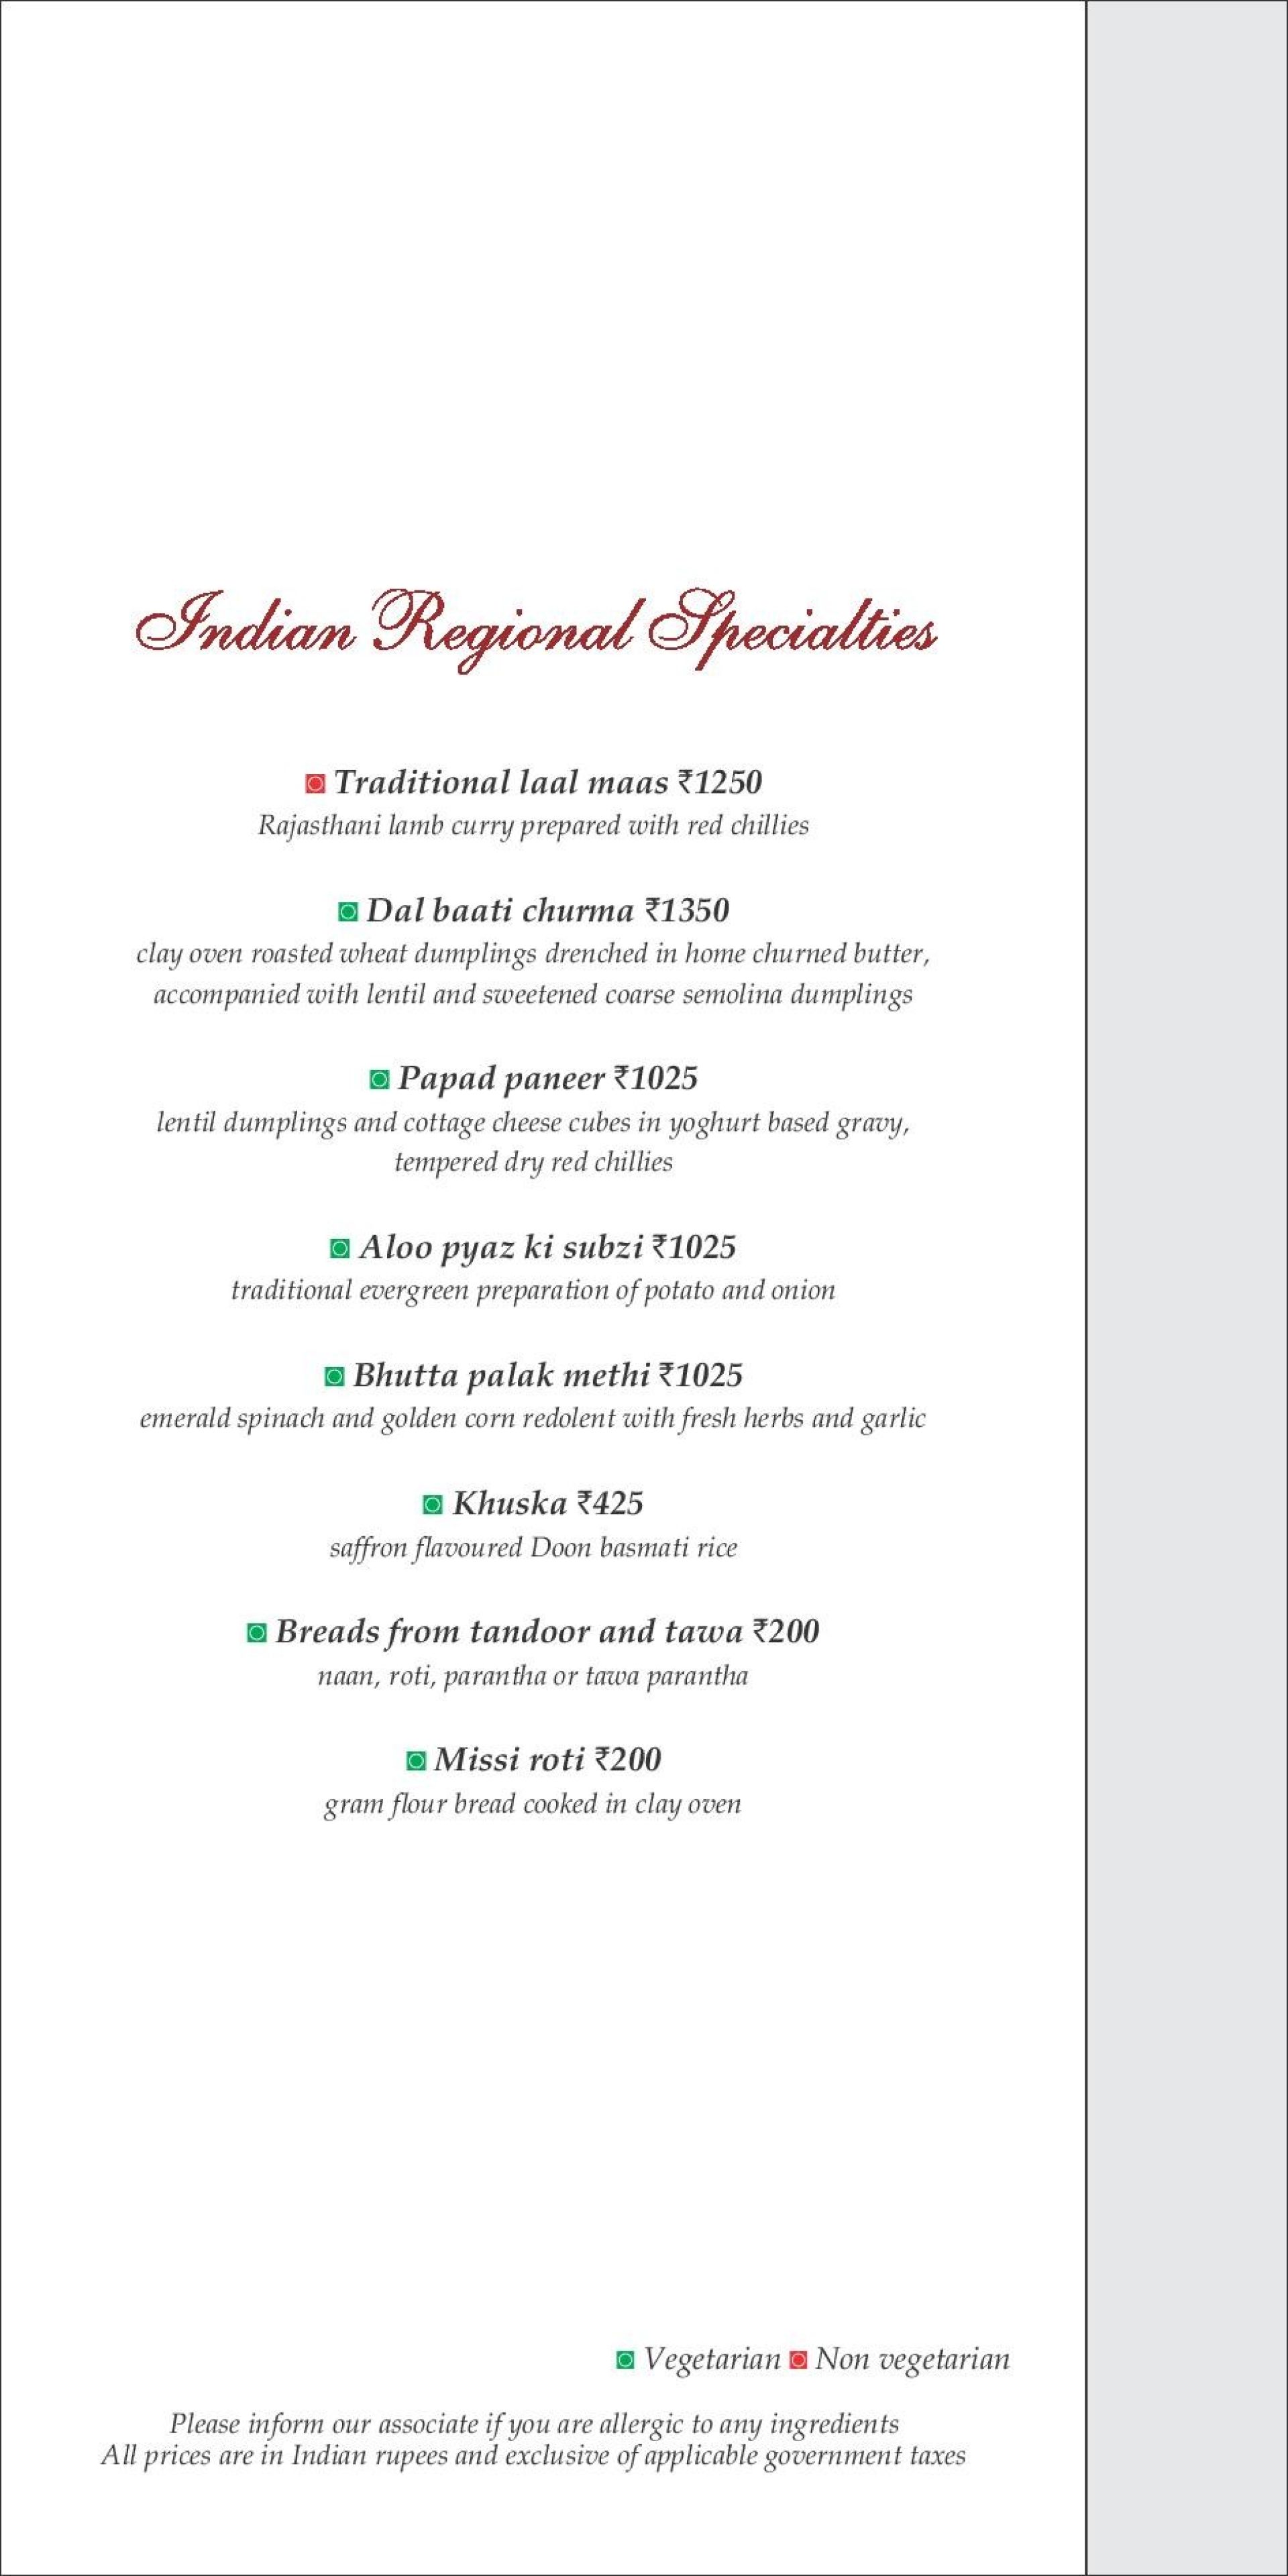 Indian Regional Specialties
Traditional laal maas ₹1250
Rajasthani lamb curry prepared with red chillies
Dal baati churma ₹1350
clay oven roasted wheat dumplings drenched in home churned butter,
accompanied with lentil and sweetened coarse semolina dumplings
Papad paneer ₹1025
lentil dumplings and cottage cheese cubes in yoghurt based gravy,
tempered dry red chillies
Aloo pyaz ki subzi ₹1025
traditional evergreen preparation of potato and onion
Bhutta palak methi ₹1025
emerald spinach and golden corn redolent with fresh herbs and garlic
Khuska ₹425
saffron flavoured Doon basmati rice
Breads from tandoor and tawa ₹200
naan, roti, parantha or tawa parantha
Missi roti ₹200
gram flour bread cooked in clay oven
Vegetarian Non vegetarian
Please inform our associate if you are allergic to any ingredients
All prices are in Indian rupees and exclusive of applicable government taxes